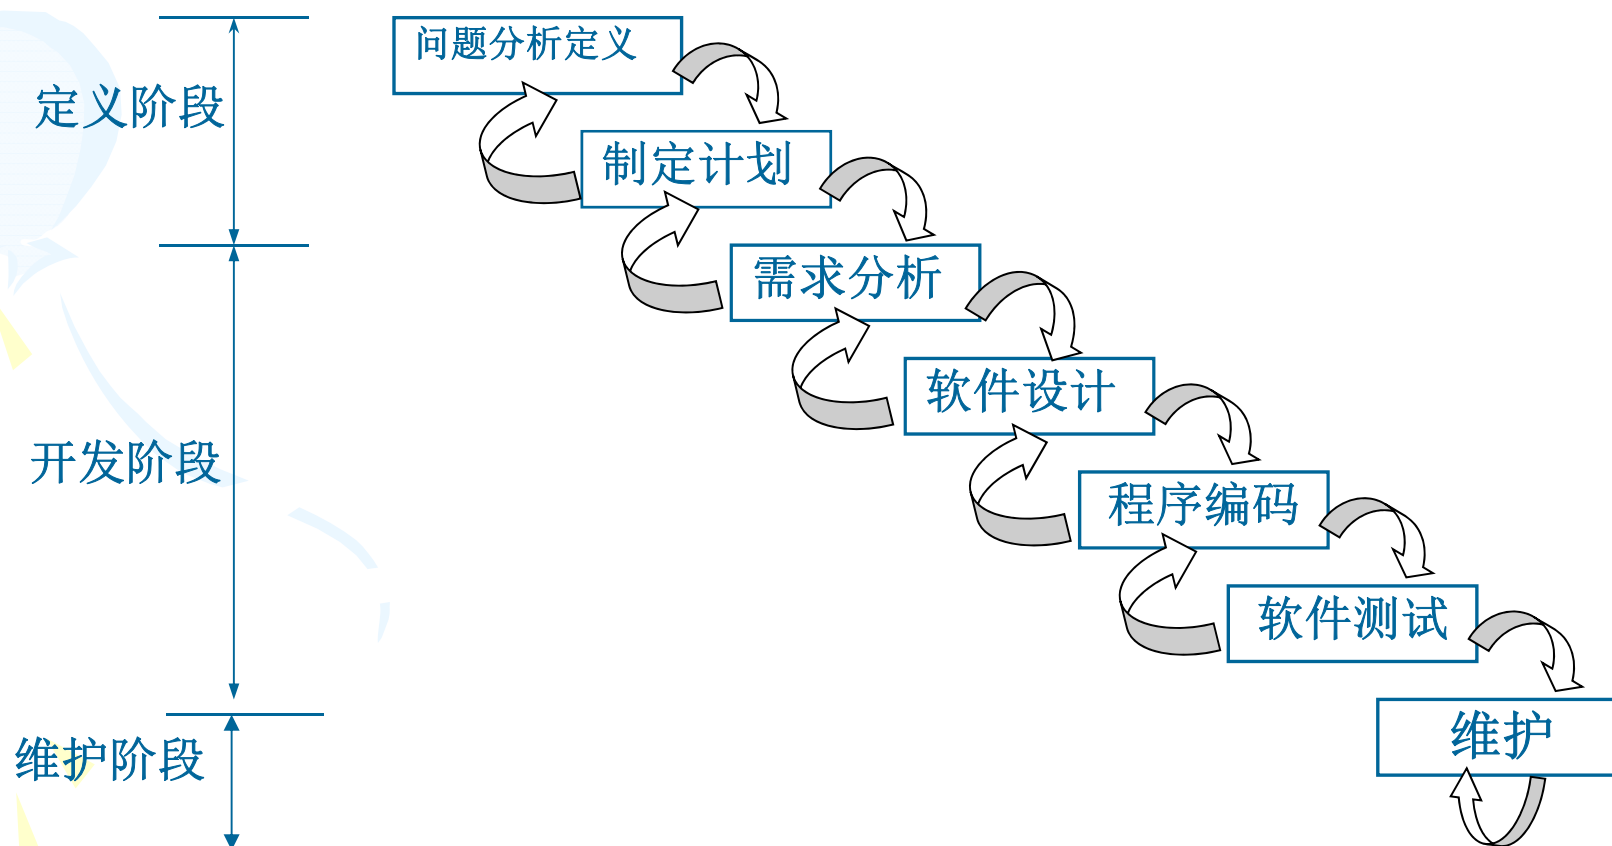 问题分析定义
定义阶段
制定计划
需求分析
软件设计
开发阶段
程序编码
软件测试
维护阶段
维护